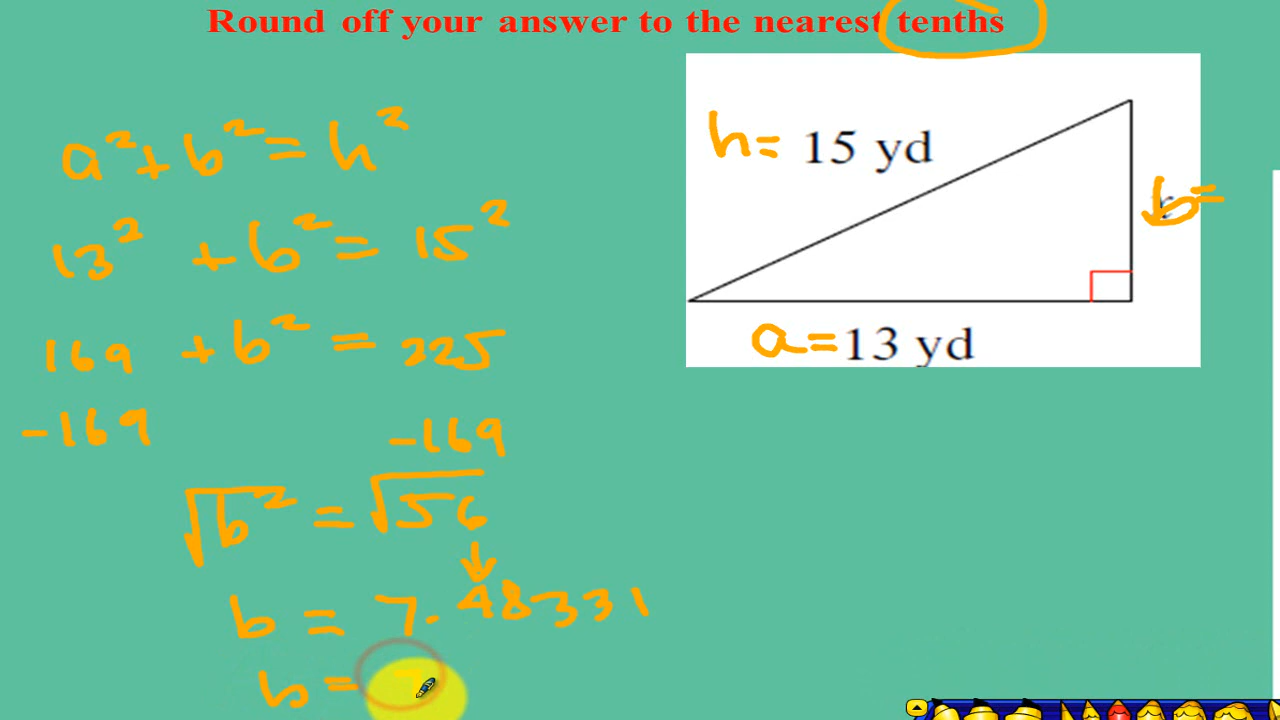 Round off your answer to the nearest tenths
a² + b² = h²
13² + b² = 15²
169 + b² = 225
-169 -169
√b² = √56
b = 7.48331
b = 7
h = 15 yd
b =
a = 13 yd